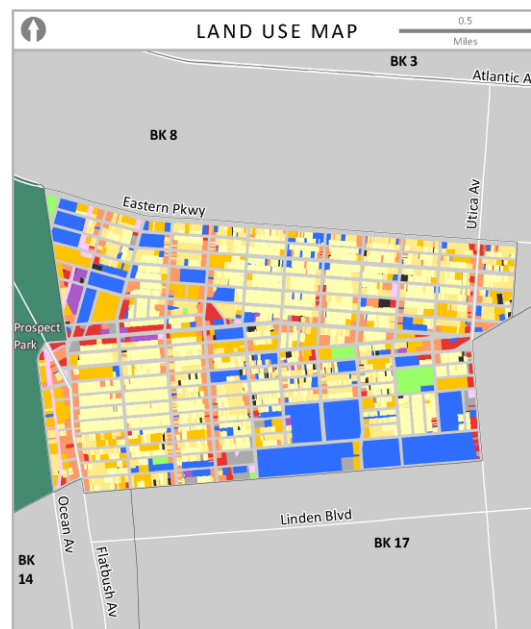 LAND USE MAP
0.5
Miles
BK 3
Atlantic A
BK 8
Utica Av
Eastern Pkwy
Prospect
Park
Ocean Av
Flatbush Av
Linden Blvd
BK 17
BK
14